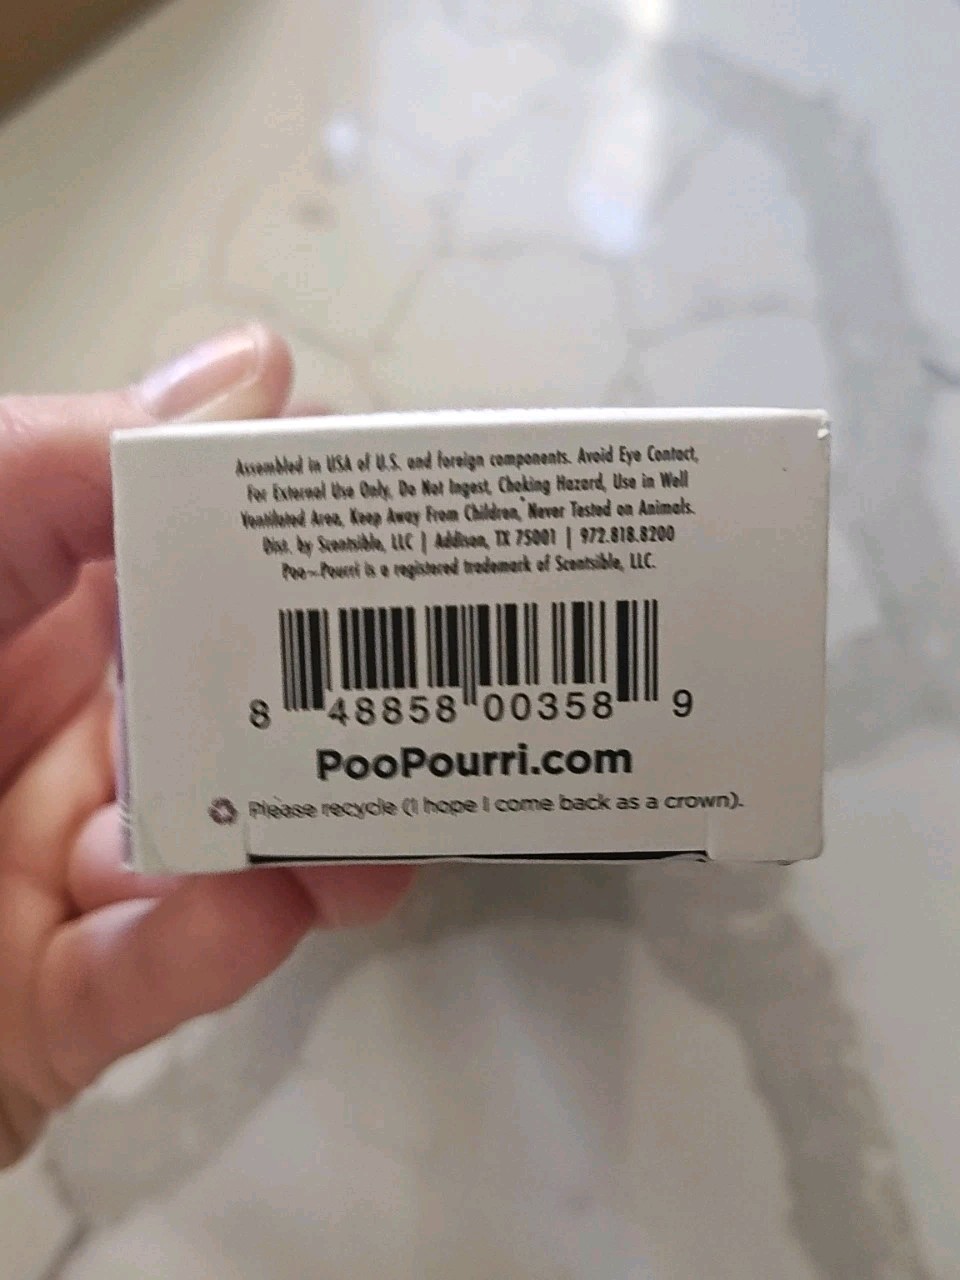 Assembled in USA of U.S. and foreign components. Avoid Eye Contact,
For External Use Only, Do Not Ingest, Choking Hazard, Use in Well
Ventilated Area, Keep Away From Children, Never Tested on Animals.
Dist. by Scentsible, LLC | Addison, TX 75001 | 972.818.8200
Poo~Pourri is a registered trademark of Scentsible, LLC.
8 48858 00358 9
PooPourri.com
Please recycle (I hope I come back as a crown).